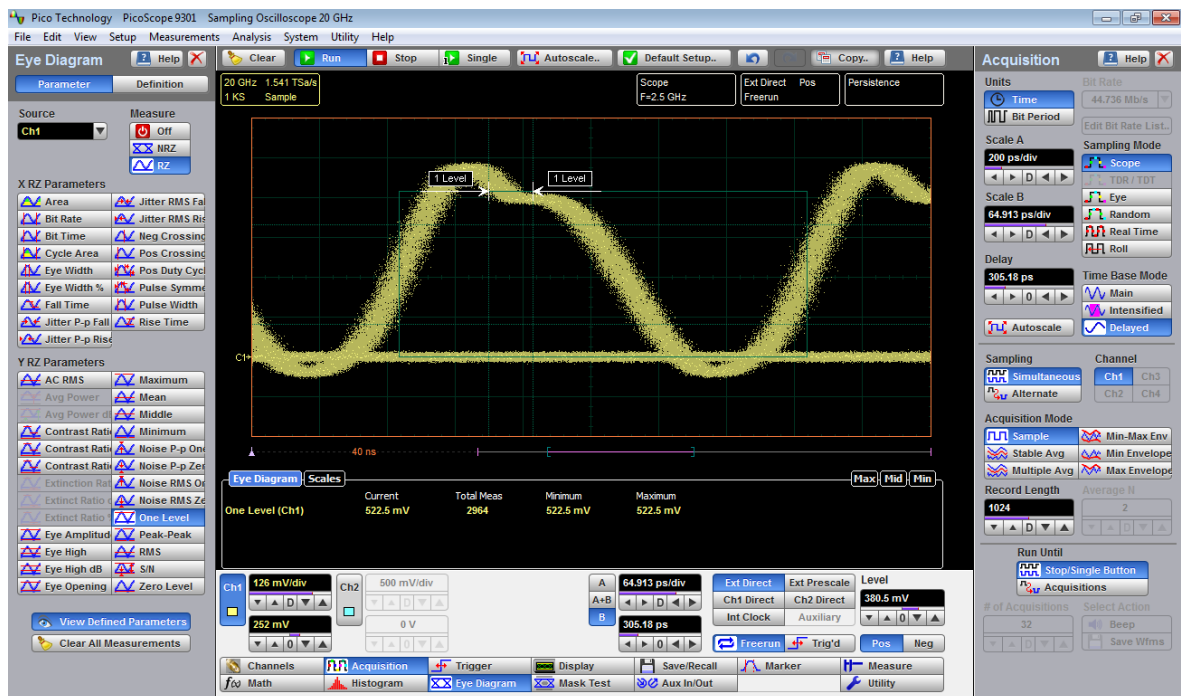 Pico Technology PicoScope 9301 Sampling Oscilloscope 20 GHz
File Edit View Setup Measurements Analysis System Utility Help
Eye Diagram Help
Parameter Definition
Source Measure
Ch1 Off
NRZ
RZ
X RZ Parameters
Area Jitter RMS Fal
Bit Rate Jitter RMS Ris
Bit Time Neg Crossing
Cycle Area Pos Crossing
Eye Width Pos Duty Cycl
Eye Width % Pulse Symme
Fall Time Pulse Width
Jitter P-p Fall Rise Time
Jitter P-p Rise
Y RZ Parameters
AC RMS Maximum
Avg Power Mean
Avg Power dB Middle
Contrast Rati Minimum
Contrast Rati Noise P-p One
Contrast Rati Noise P-p Zer
Extinction Rat Noise RMS On
Extinct Ratio d Noise RMS Ze
Extinct Ratio % One Level
Eye Amplitud Peak-Peak
Eye High RMS
Eye High dB S/N
Eye Opening Zero Level
View Defined Parameters
Clear All Measurements
Clear Run Stop Single Autoscale.. Default Setup.. Copy.. Help
20 GHz 1.541 TSa/s
1 KS Sample
Scope
F=2.5 GHz
Ext Direct Pos
Freerun
Persistence
1 Level 1 Level
C1
40 ns
Eye Diagram Scales Max Mid Min
Current Total Meas Minimum Maximum
One Level (Ch1) 522.5 mV 2964 522.5 mV 522.5 mV
Ch1 126 mV/div Ch2 500 mV/div
D D
252 mV 0 V
0 0
A 64.913 ps/div
A+B D
B 305.18 ps
0
Ext Direct Ext Prescale Level
Ch1 Direct Ch2 Direct 380.5 mV
Int Clock Auxiliary 0
Freerun Trig'd Pos Neg
Channels Acquisition Trigger Display Save/Recall Marker Measure
f(x) Math Histogram Eye Diagram Mask Test Aux In/Out Utility
Acquisition Help
Units Bit Rate
Time 44.736 Mb/s
Bit Period Edit Bit Rate List..
Scale A Sampling Mode
200 ps/div Scope
D TDR / TDT
Scale B Eye
64.913 ps/div Random
D Real Time
Roll
Delay
305.18 ps Time Base Mode
0 Main
Intensified
Autoscale Delayed
Sampling Channel
Simultaneous Ch1 Ch3
Alternate Ch2 Ch4
Acquisition Mode
Sample Min-Max Env
Stable Avg Min Envelope
Multiple Avg Max Envelope
Record Length Average N
1024 2
D D
Run Until
Stop/Single Button
Acquisitions
# of Acquisitions Select Action
32 Beep
D Save Wfms